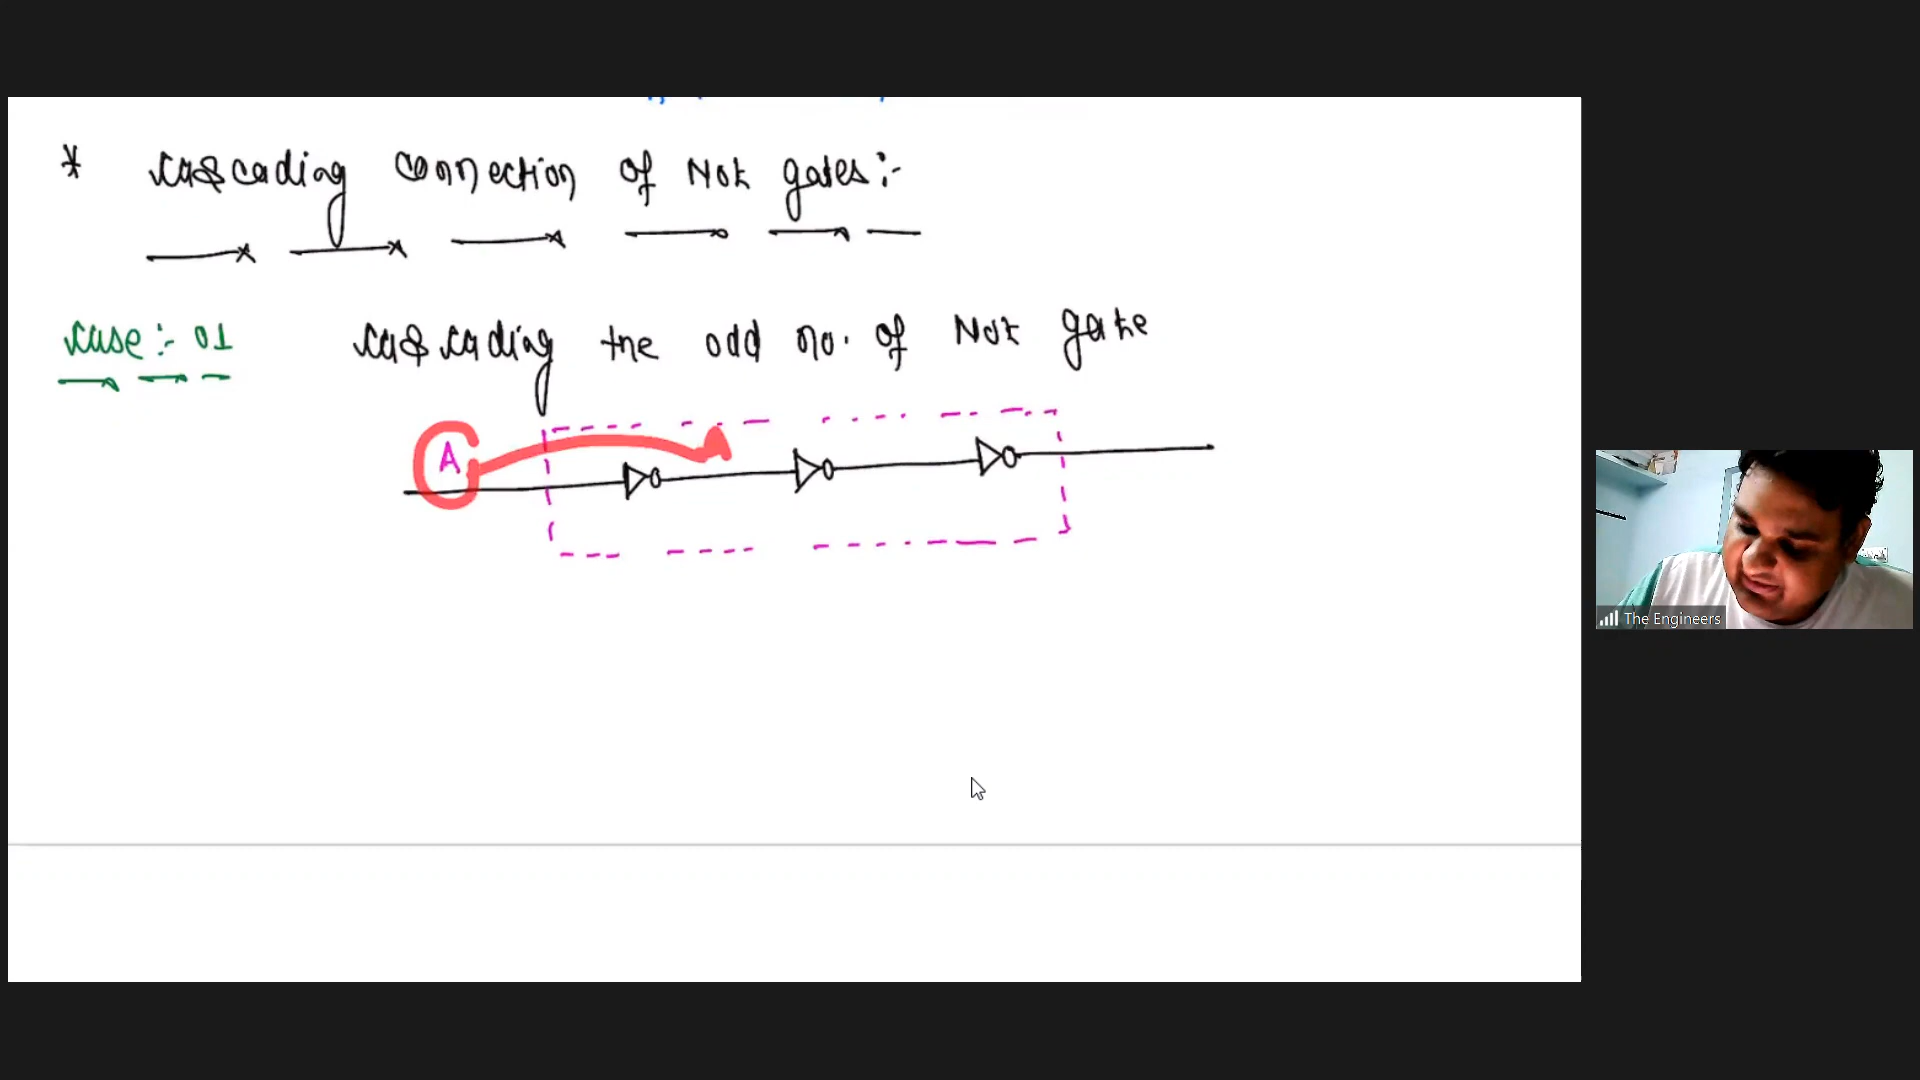 * Cascading connection of Not gates:-
Case:- 01 Cascading the odd no. of Not gate
A
The Engineers